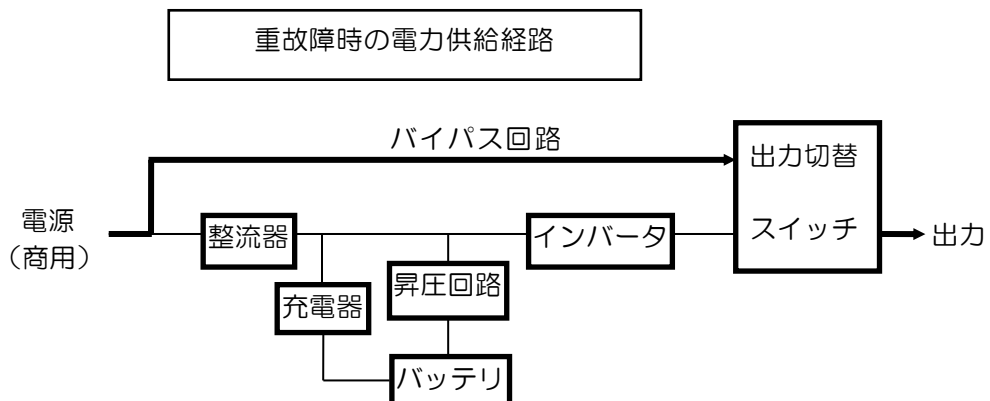 重故障時の電力供給経路
バイパス回路
出力切替
スイッチ
電源
（商用）
整流器
インバータ
出力
充電器
昇圧回路
バッテリ